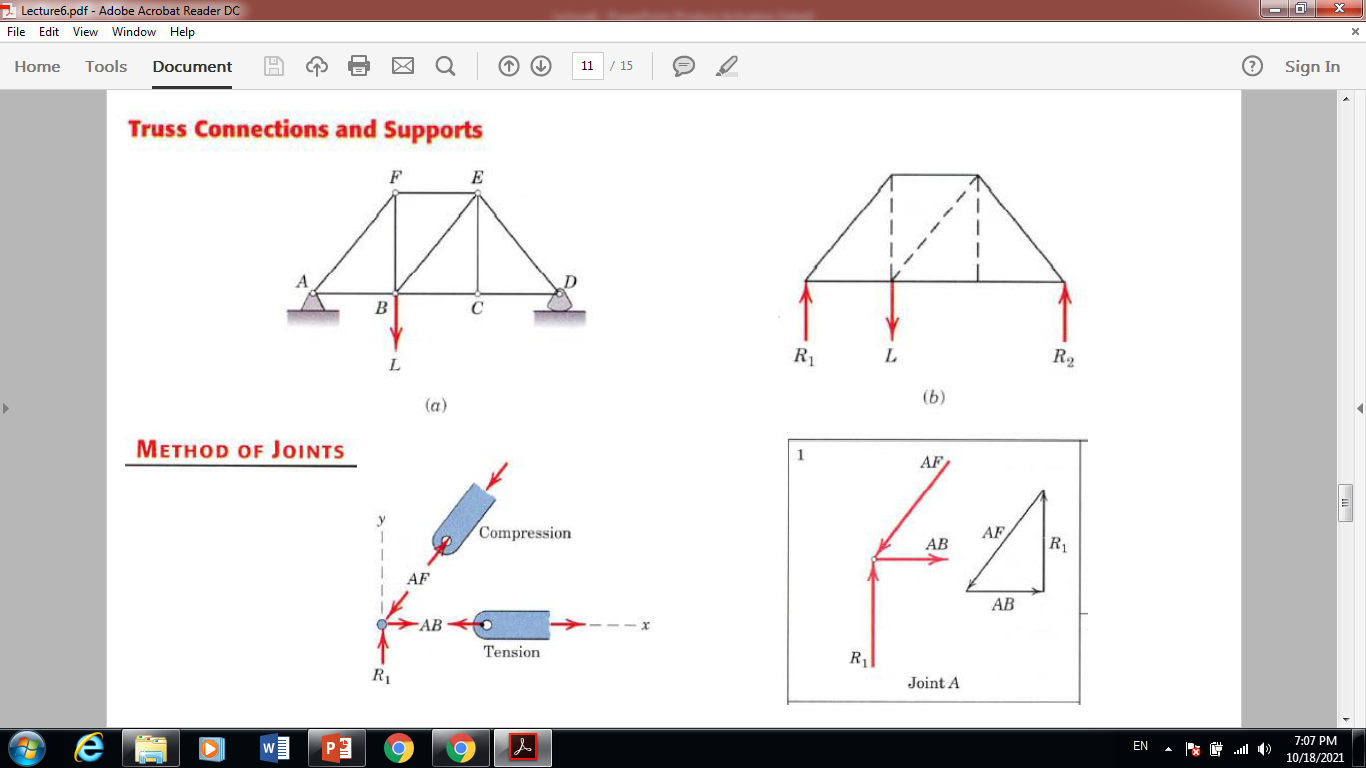 Lecture6.pdf - Adobe Acrobat Reader DC
File Edit View Window Help
Home Tools Document 11 / 15 Sign In
Truss Connections and Supports
F E
A D
B C
L
(a)
R1 L R2
(b)
METHOD OF JOINTS
y
Compression
AF
AB
x
Tension
R1
1
AF
AB
R1
Joint A
AF
R1
AB
EN
7:07 PM
10/18/2021